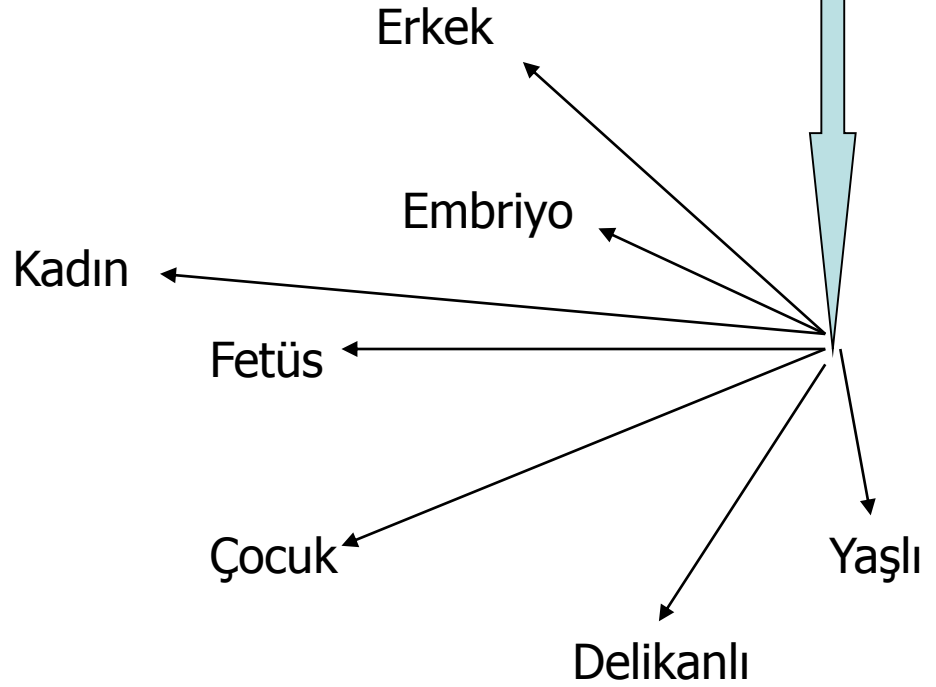 Erkek
Embriyo
Kadın
Fetüs
Çocuk
Yaşlı
Delikanlı